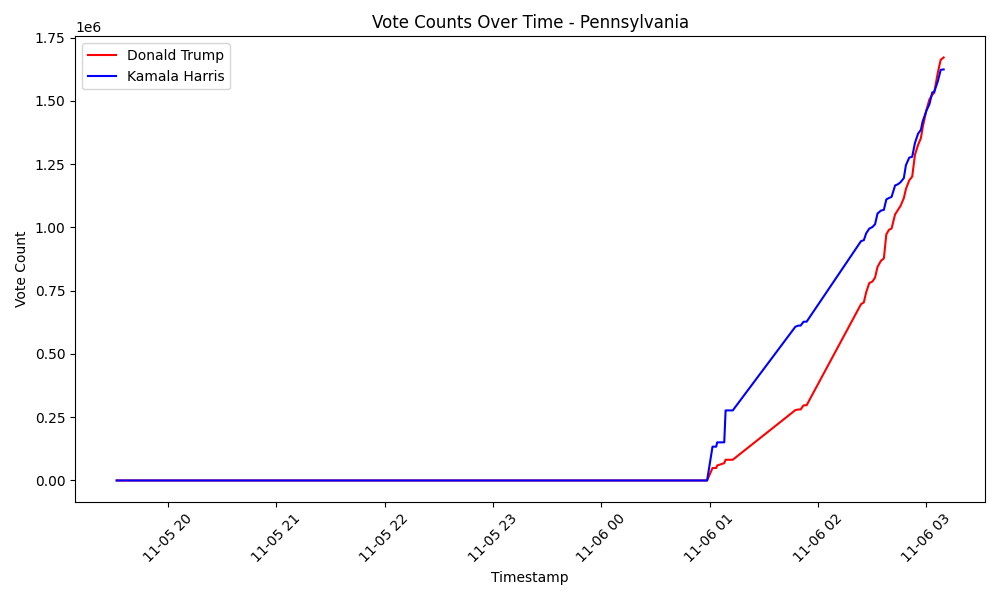 Vote Counts Over Time - Pennsylvania
1e6
Donald Trump
Kamala Harris
1.75
1.50
1.25
1.00
0.75
0.50
0.25
0.00
Vote Count
11-05 20
11-05 21
11-05 22
11-05 23
11-06 00
11-06 01
11-06 02
11-06 03
Timestamp